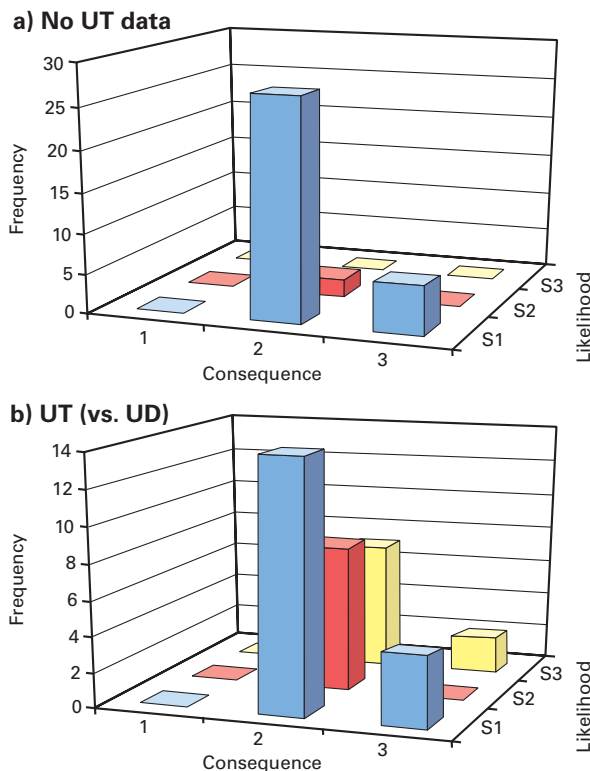 a) No UT data
30
25
20
15
10
5
0
Frequency
1
2
3
Consequence
S1
S2
S3
Likelihood
b) UT (vs. UD)
14
12
10
8
6
4
2
0
Frequency
1
2
3
Consequence
S1
S2
S3
Likelihood